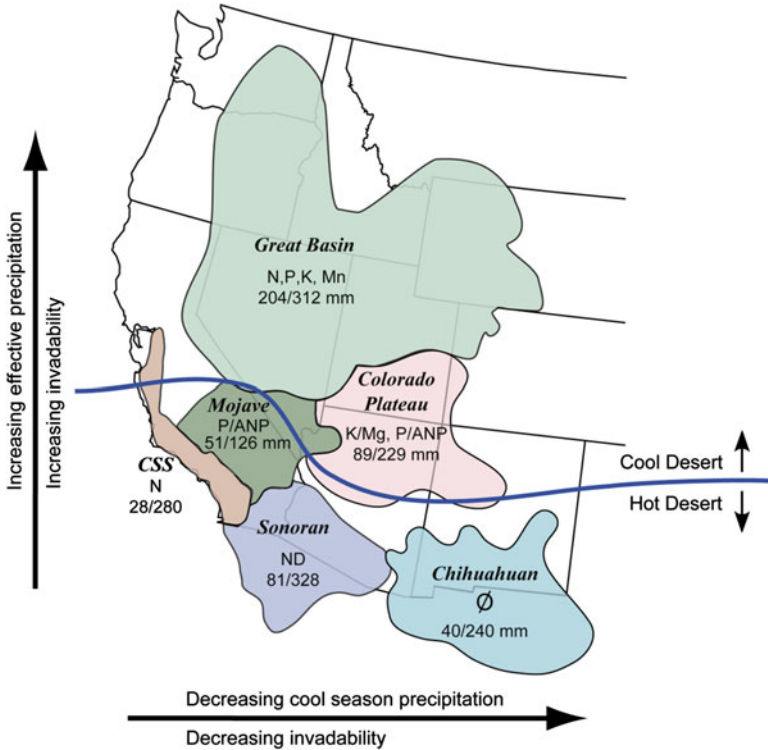 Increasing effective precipitation
Increasing invadability
Great Basin
N,P,K, Mn
204/312 mm
Colorado
Plateau
K/Mg, P/ANP
89/229 mm
Mojave
P/ANP
51/126 mm
CSS
N
28/280
Cool Desert
Hot Desert
Sonoran
ND
81/328
Chihuahuan
Ø
40/240 mm
Decreasing cool season precipitation
Decreasing invadability